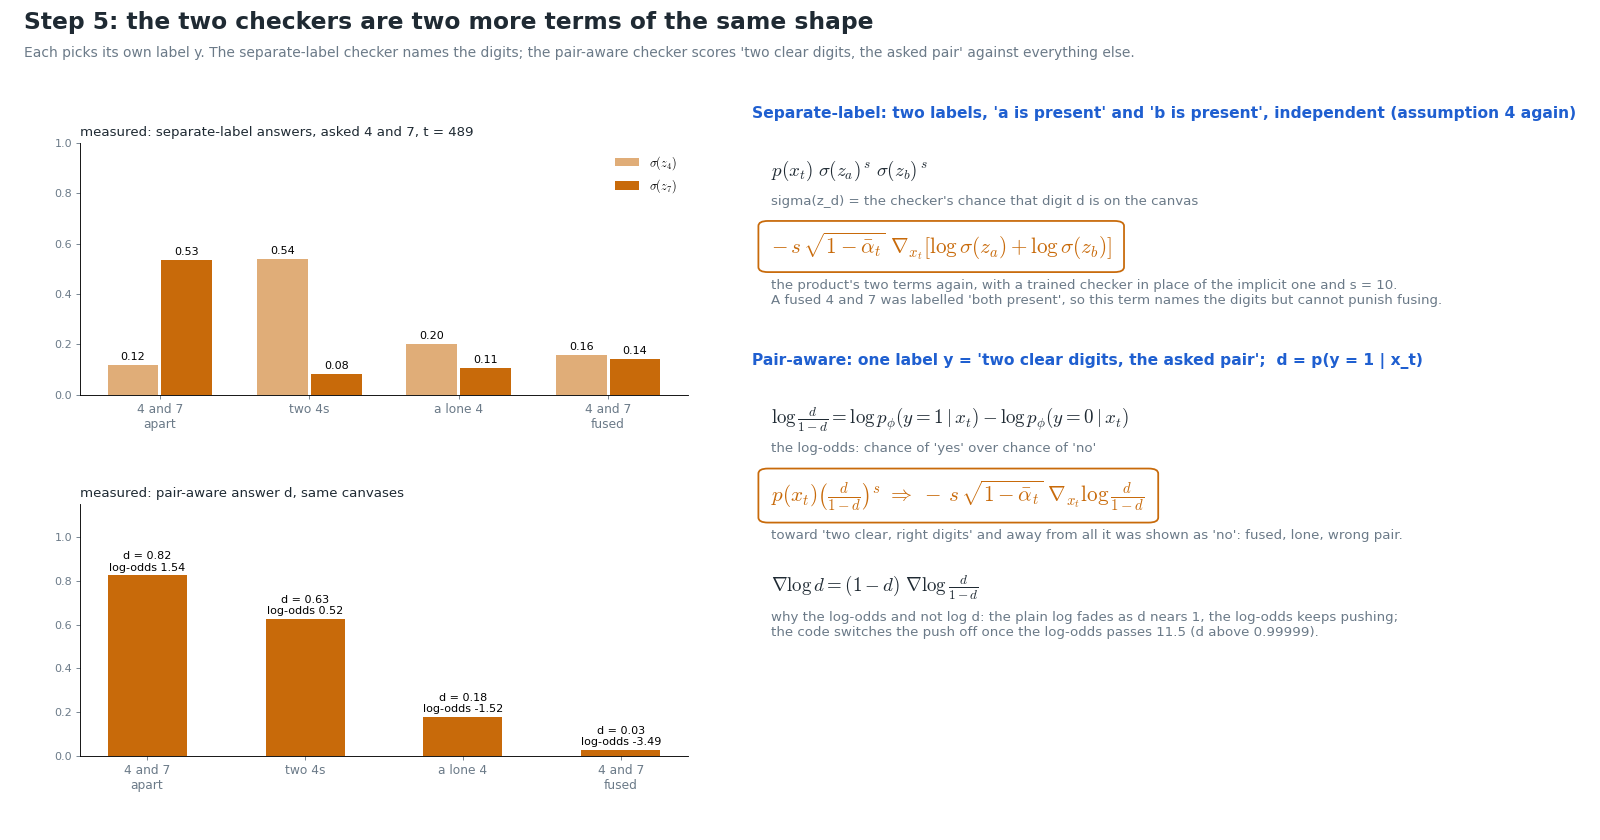 Step 5: the two checkers are two more terms of the same shape
Each picks its own label y. The separate-label checker names the digits; the pair-aware checker scores 'two clear digits, the asked pair' against everything else.
measured: separate-label answers, asked 4 and 7, t = 489
1.0
0.8
0.6
0.4
0.2
0.0
σ(z₄)
σ(z₇)
0.12
0.53
0.54
0.08
0.20
0.11
0.16
0.14
4 and 7
apart
two 4s
a lone 4
4 and 7
fused
measured: pair-aware answer d, same canvases
1.0
0.8
0.6
0.4
0.2
0.0
d = 0.82
log-odds 1.54
d = 0.63
log-odds 0.52
d = 0.18
log-odds -1.52
d = 0.03
log-odds -3.49
4 and 7
apart
two 4s
a lone 4
4 and 7
fused
Separate-label: two labels, 'a is present' and 'b is present', independent (assumption 4 again)
p(x_t) σ(z_a)^s σ(z_b)^s
sigma(z_d) = the checker's chance that digit d is on the canvas
− s √(1 − ᾱ_t) ∇_{x_t}[log σ(z_a) + log σ(z_b)]
the product's two terms again, with a trained checker in place of the implicit one and s = 10.
A fused 4 and 7 was labelled 'both present', so this term names the digits but cannot punish fusing.
Pair-aware: one label y = 'two clear digits, the asked pair';  d = p(y = 1 | x_t)
log d/(1−d) = log p_ϕ(y = 1 | x_t) − log p_ϕ(y = 0 | x_t)
the log-odds: chance of 'yes' over chance of 'no'
p(x_t) (d/(1−d))^s ⇒ − s √(1 − ᾱ_t) ∇_{x_t} log d/(1−d)
toward 'two clear, right digits' and away from all it was shown as 'no': fused, lone, wrong pair.
∇ log d = (1 − d) ∇ log d/(1−d)
why the log-odds and not log d: the plain log fades as d nears 1, the log-odds keeps pushing;
the code switches the push off once the log-odds passes 11.5 (d above 0.99999).